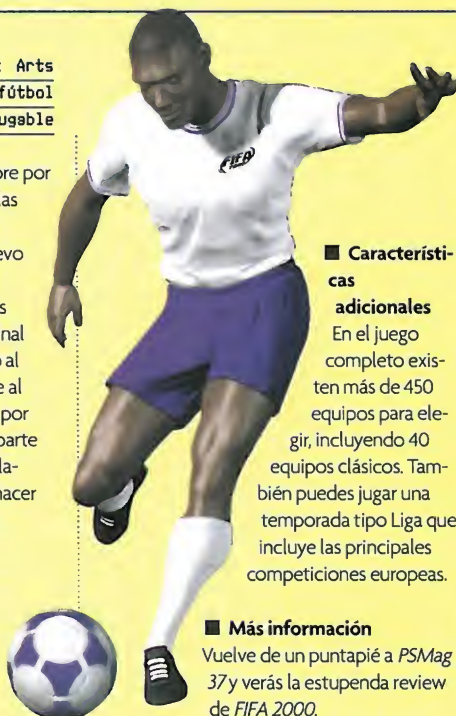 Arts
fútbol
ugable
bre por
as
evo
s
nal
o al
e al
por
parte
la-
nacer
FIFA
■ Característi-
cas
adicionales
En el juego
completo exis-
ten más de 450
equipos para ele-
gir, incluyendo 40
equipos clásicos. Tam-
bién puedes jugar una
temporada tipo Liga que
incluye las principales
competiciones europeas.
■ Más información
Vuelve de un puntapié a PSMag
37 y verás la estupenda review
de FIFA 2000.